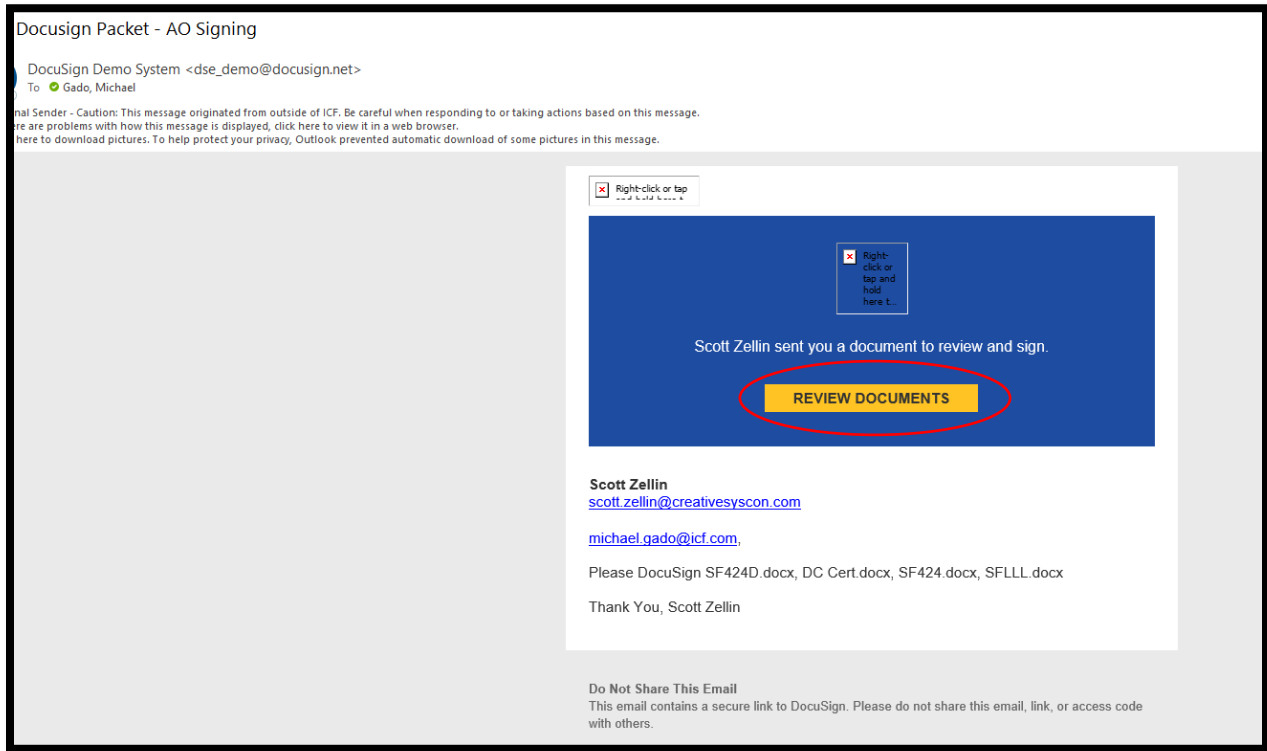 Docusign Packet - AO Signing
DocuSign Demo System <dse_demo@docusign.net>
To Gado, Michael
nal Sender - Caution: This message originated from outside of ICF. Be careful when responding to or taking actions based on this message.
ere are problems with how this message is displayed, click here to view it in a web browser.
here to download pictures. To help protect your privacy, Outlook prevented automatic download of some pictures in this message.
Right-click or tap
Right-
click or
tap and
hold
here t...
Scott Zellin sent you a document to review and sign.
REVIEW DOCUMENTS
Scott Zellin
scott.zellin@creativesyscon.com
michael.gado@icf.com,
Please DocuSign SF424D.docx, DC Cert.docx, SF424.docx, SFLLL.docx
Thank You, Scott Zellin
Do Not Share This Email
This email contains a secure link to DocuSign. Please do not share this email, link, or access code
with others.